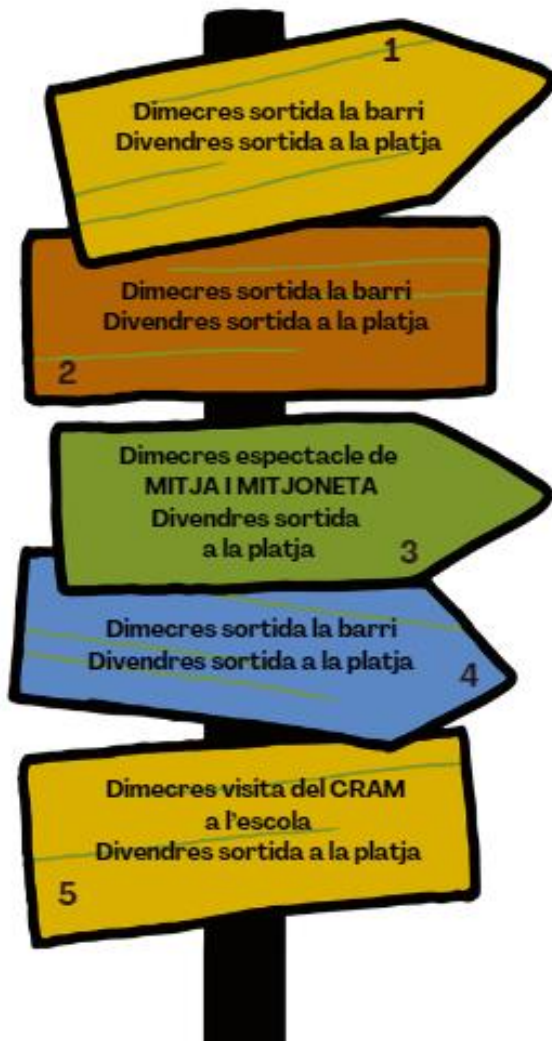 1
Dimecres sortida la barri
Divendres sortida a la platja
Dimecres sortida la barri
Divendres sortida a la platja
2
Dimecres espectacle de
MITJA I MITJONETA
Divendres sortida
a la platja
3
Dimecres sortida la barri
Divendres sortida a la platja
4
Dimecres visita del CRAM
a l'escola
Divendres sortida a la platja
5